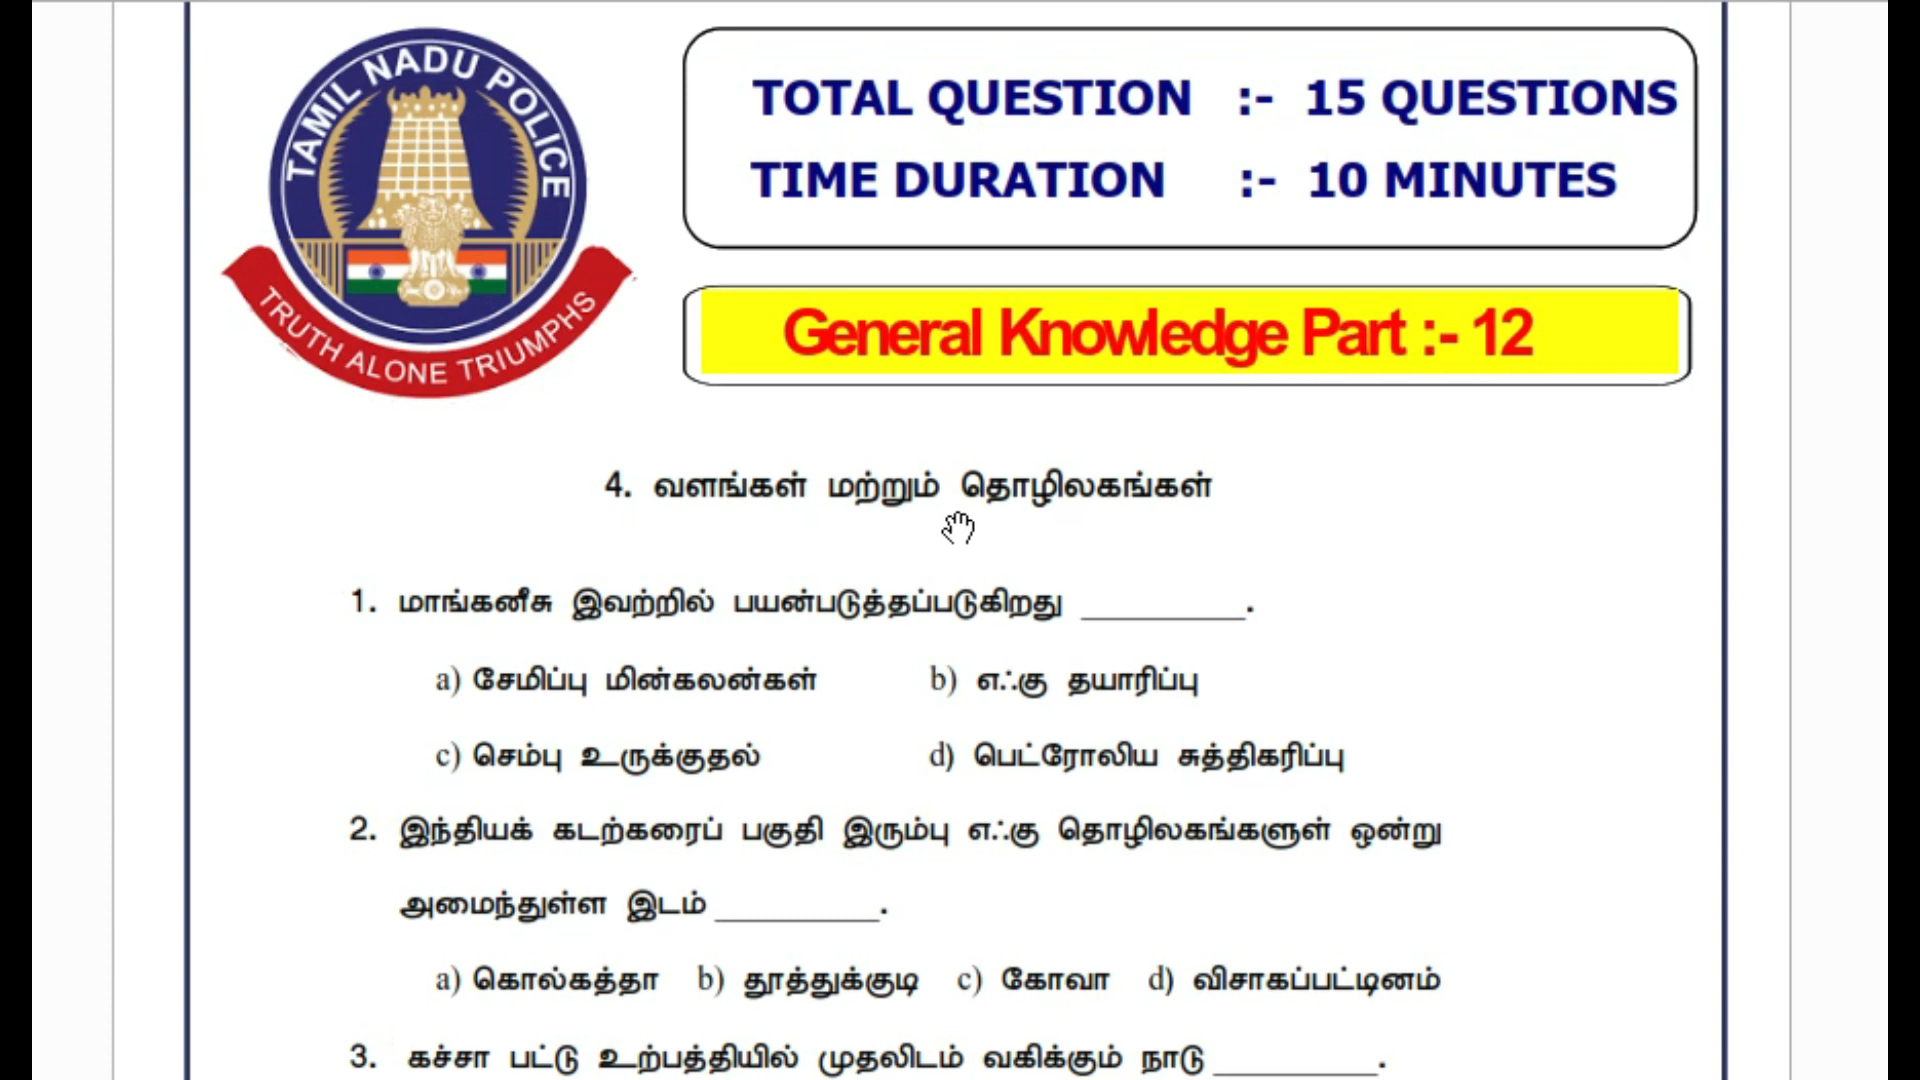 TAMIL NADU POLICE
TRUTH ALONE TRIUMPHS
TOTAL QUESTION :- 15 QUESTIONS
TIME DURATION :- 10 MINUTES
General Knowledge Part :- 12
4. வளங்கள் மற்றும் தொழிலகங்கள்
1. மாங்கனீசு இவற்றில் பயன்படுத்தப்படுகிறது __________.
a) சேமிப்பு மின்கலன்கள் b) எஃகு தயாரிப்பு
c) செம்பு உருக்குதல் d) பெட்ரோலிய சுத்திகரிப்பு
2. இந்தியக் கடற்கரைப் பகுதி இரும்பு எஃகு தொழிலகங்களுள் ஒன்று
அமைந்துள்ள இடம் __________.
a) கொல்கத்தா b) தூத்துக்குடி c) கோவா d) விசாகப்பட்டினம்
3. கச்சா பட்டு உற்பத்தியில் முதலிடம் வகிக்கும் நாடு __________.